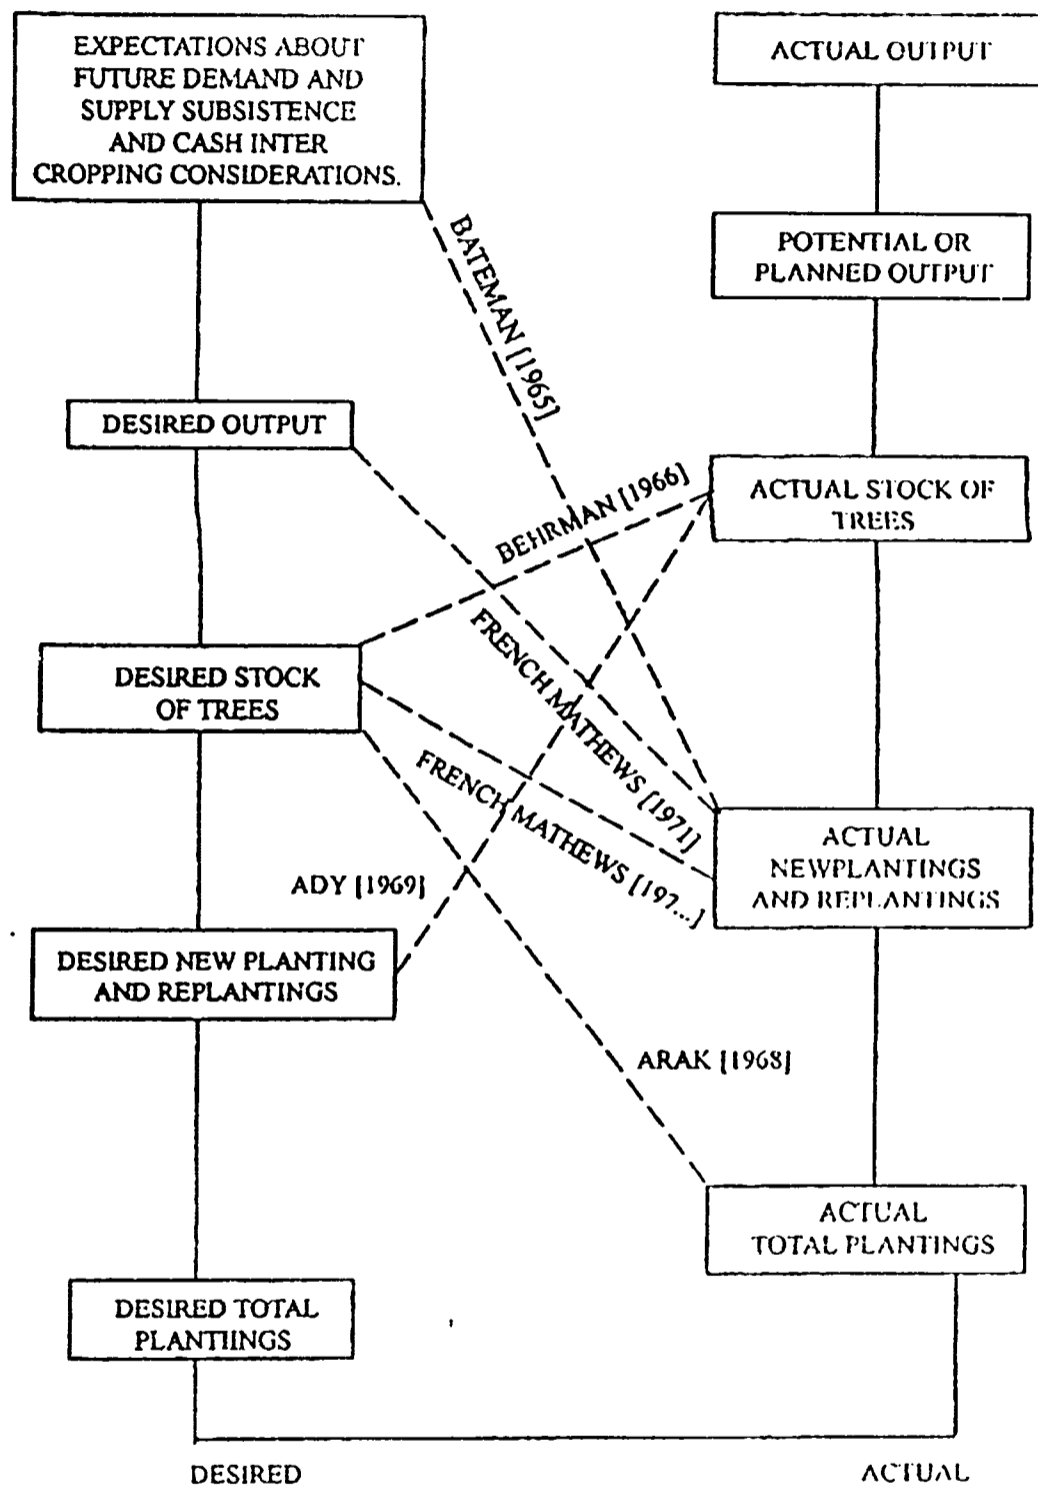 EXPECTATIONS ABOUT
FUTURE DEMAND AND
SUPPLY SUBSISTENCE
AND CASH INTER
CROPPING CONSIDERATIONS.
ACTUAL OUTPUT
POTENTIAL OR
PLANNED OUTPUT
BATEMAN [1965]
DESIRED OUTPUT
BEHRMAN [1966]
ACTUAL STOCK OF
TREES
DESIRED STOCK
OF TREES
FRENCH MATHEWS [1971]
FRENCH MATHEWS [197...]
ACTUAL
NEWPLANTINGS
AND REPLANTINGS
ADY [1969]
DESIRED NEW PLANTING
AND REPLANTINGS
ARAK [1968]
ACTUAL
TOTAL PLANTINGS
DESIRED TOTAL
PLANTIINGS
DESIRED
ACTUAL